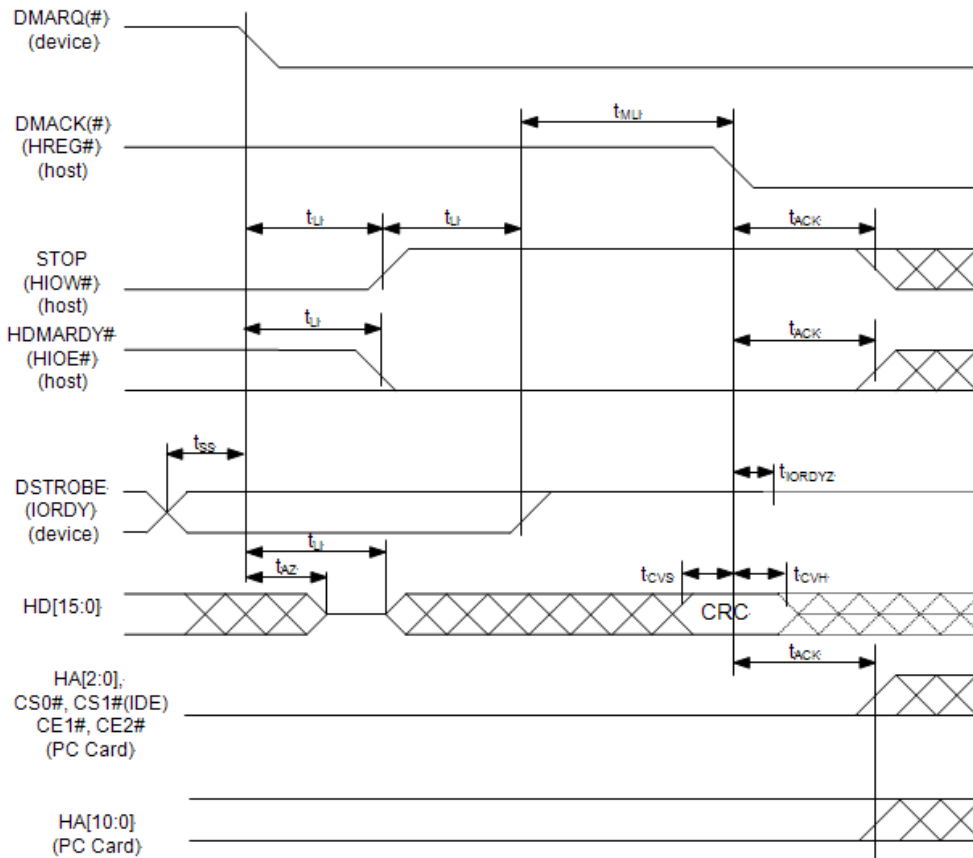 DMARQ(#)
(device)
DMACK(#)
(HREG#)
(host)
tMLI
tLI
tLI
tACK
STOP
(HIOW#)
(host)
tLI
tACK
HDMARDY#
(HIOE#)
(host)
tSS
tIORDYZ
DSTROBE
(IORDY)
(device)
tLI
tAZ
tCVS
tCVH
HD[15:0]
CRC
tACK
HA[2:0],
CS0#, CS1#(IDE)
CE1#, CE2#
(PC Card)
HA[10:0]
(PC Card)